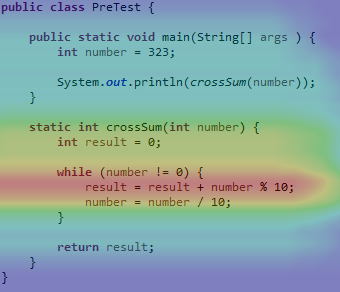 public class PreTest {
public static void main(String[] args ) {
int number = 323;
System.out.println(crossSum(number));
}
static int crossSum(int number) {
int result = 0;
while (number != 0) {
result = result + number % 10;
number = number / 10;
}
return result;
}
}